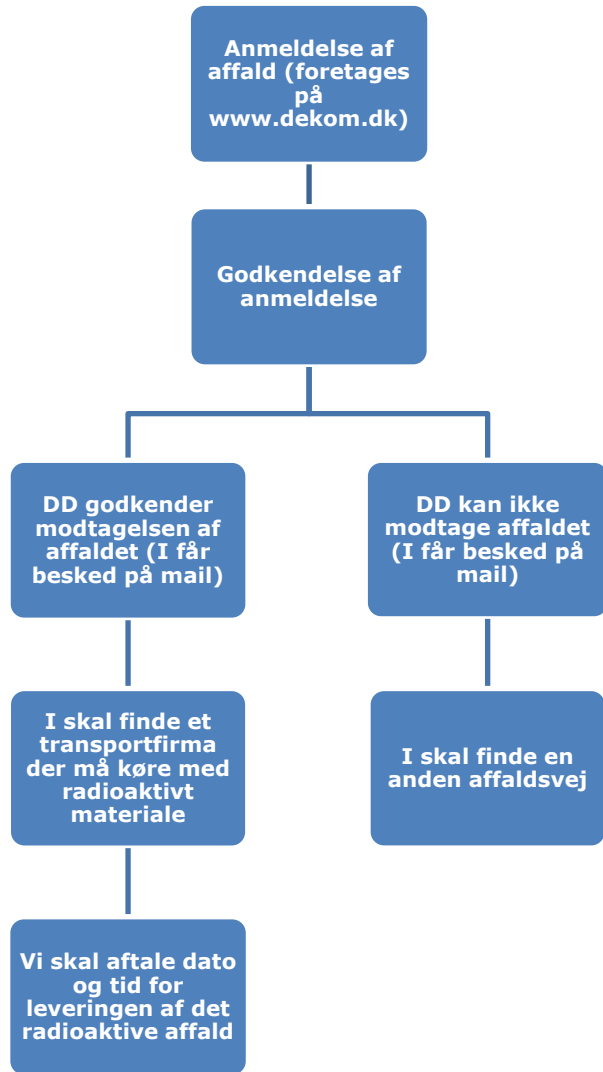 Anmeldelse af
affald (foretages
på
www.dekom.dk)
Godkendelse af
anmeldelse
DD godkender
modtagelsen af
affaldet (I får
besked på mail)
DD kan ikke
modtage affaldet
(I får besked på
mail)
I skal finde et
transportfirma
der må køre med
radioaktivt
materiale
I skal finde en
anden affaldsvej
Vi skal aftale dato
og tid for
leveringen af det
radioaktive affald